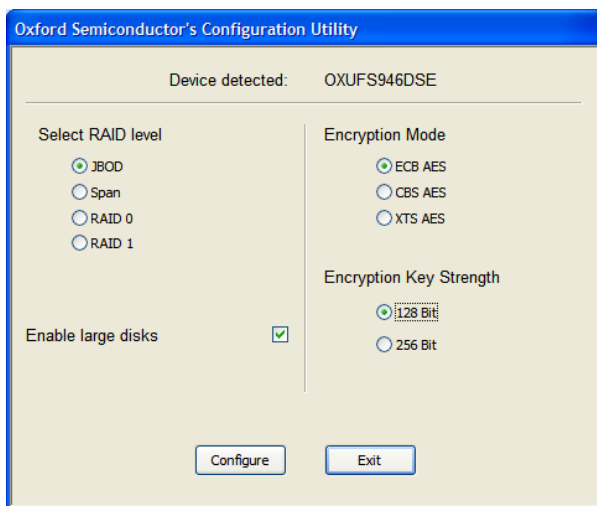 Oxford Semiconductor's Configuration Utility
Device detected: OXUFS946DSE
Select RAID level
JBOD
Span
RAID 0
RAID 1
Enable large disks
Encryption Mode
ECB AES
CBS AES
XTS AES
Encryption Key Strength
128 Bit
256 Bit
Configure Exit